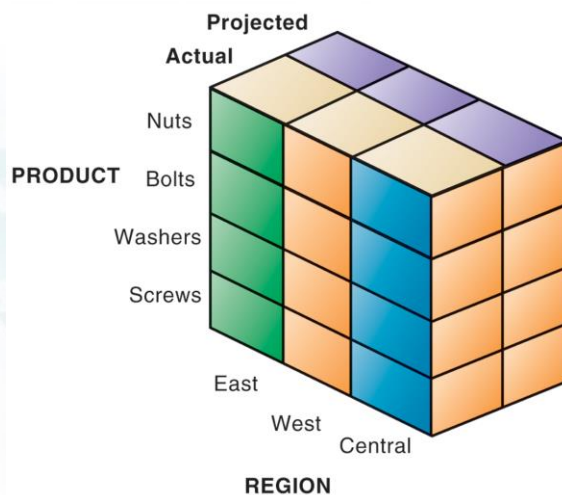 Projected
Actual
Nuts
PRODUCT Bolts
Washers
Screws
East
West
Central
REGION